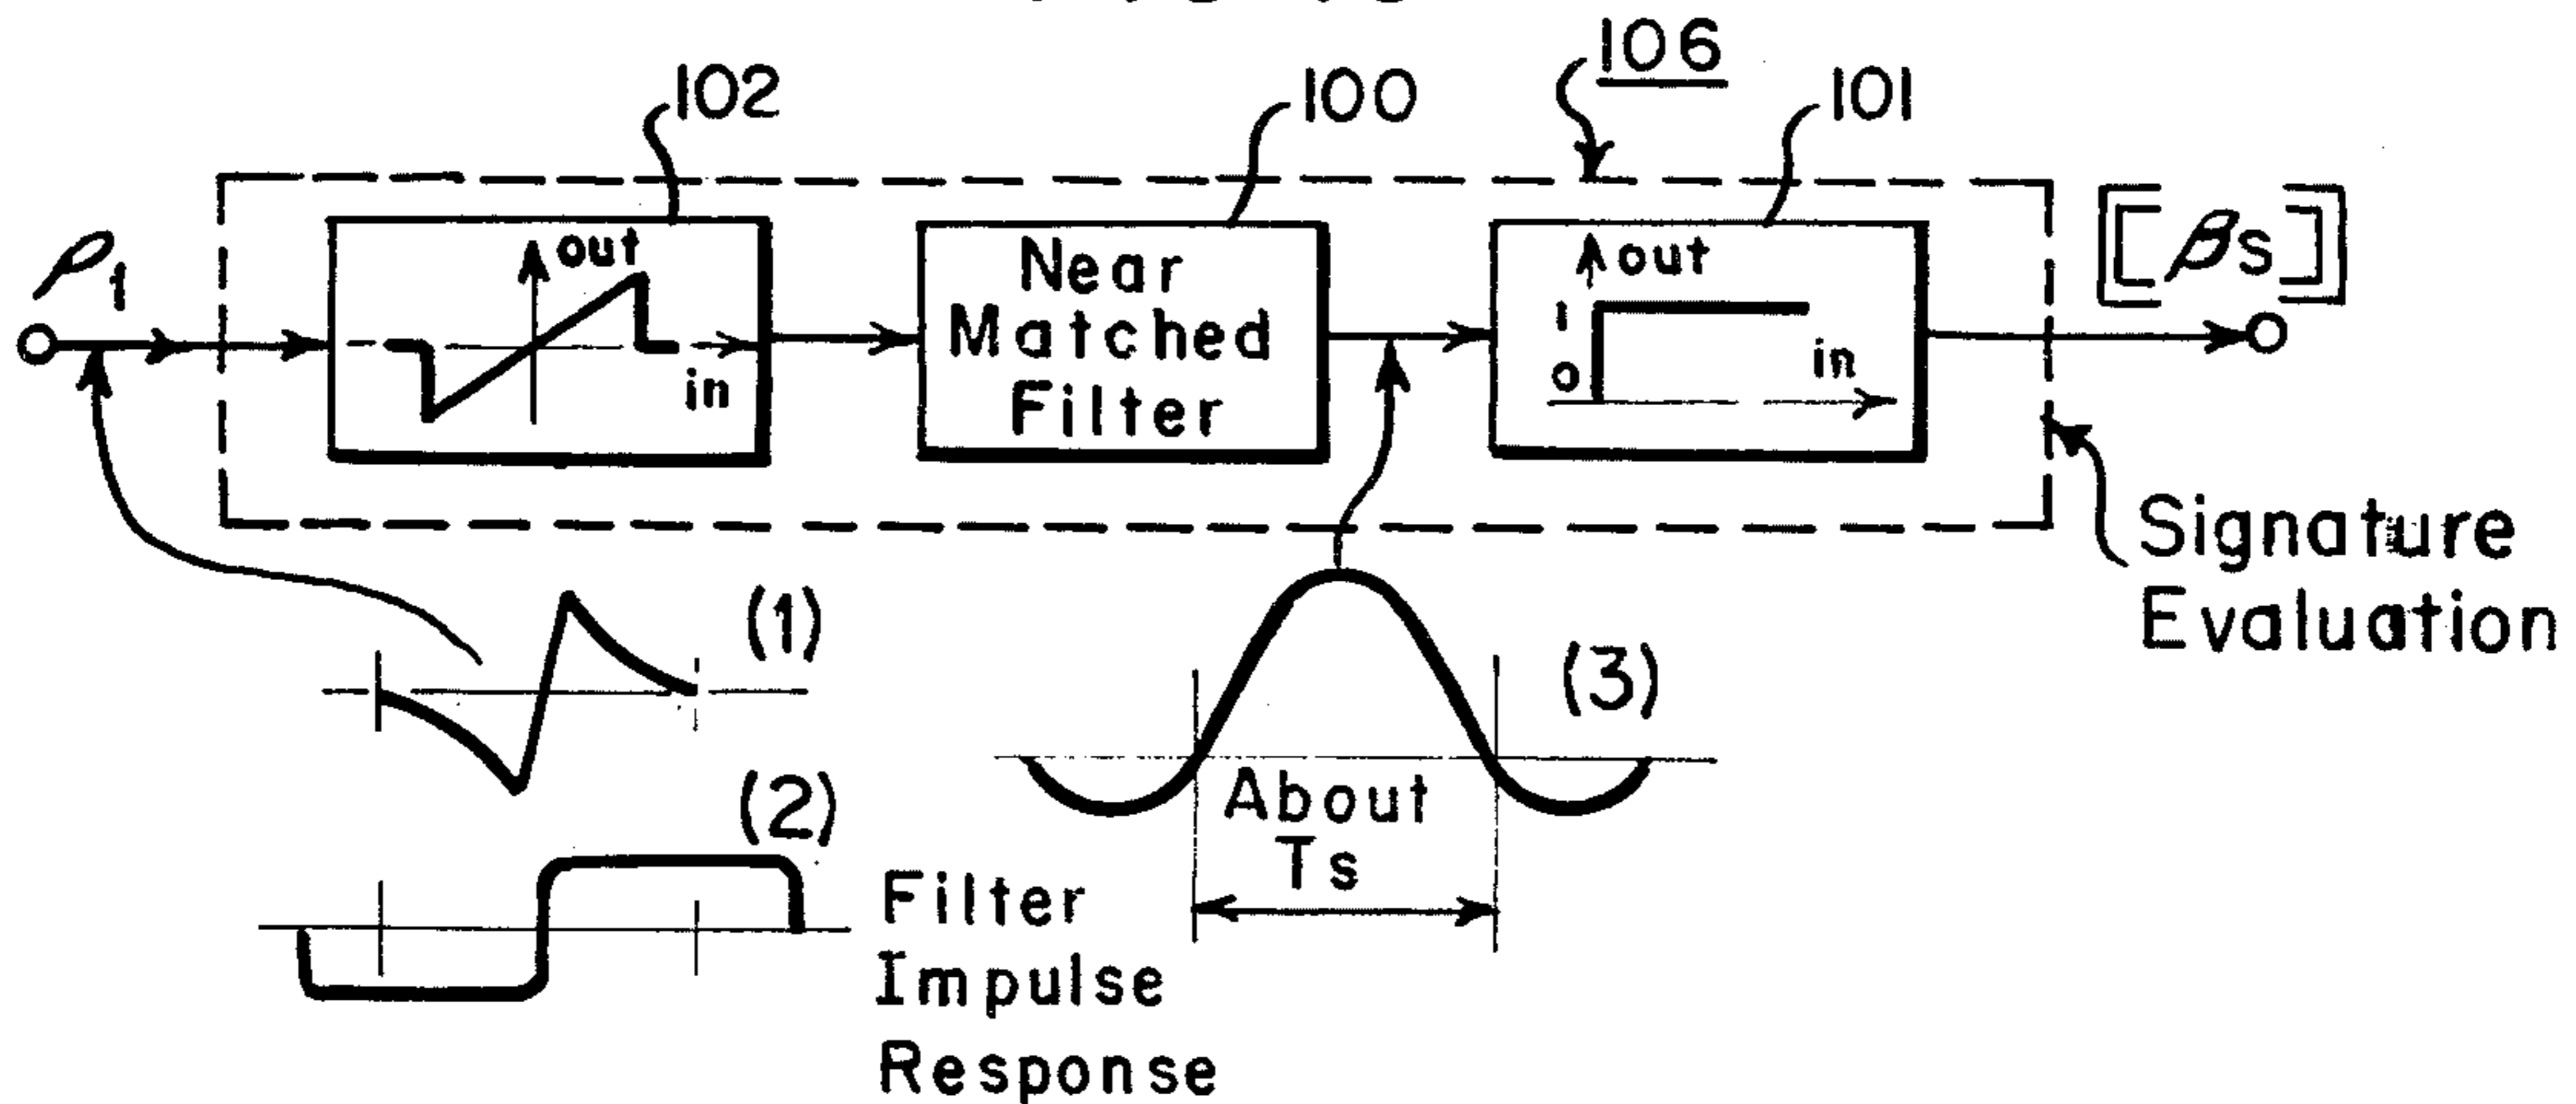 106
102
100
101
ρ1
out
in
Near
Matched
Filter
out
1
0
in
[[βS]]
Signature
Evaluation
(1)
(2)
(3)
About
Ts
Filter
Impulse
Response